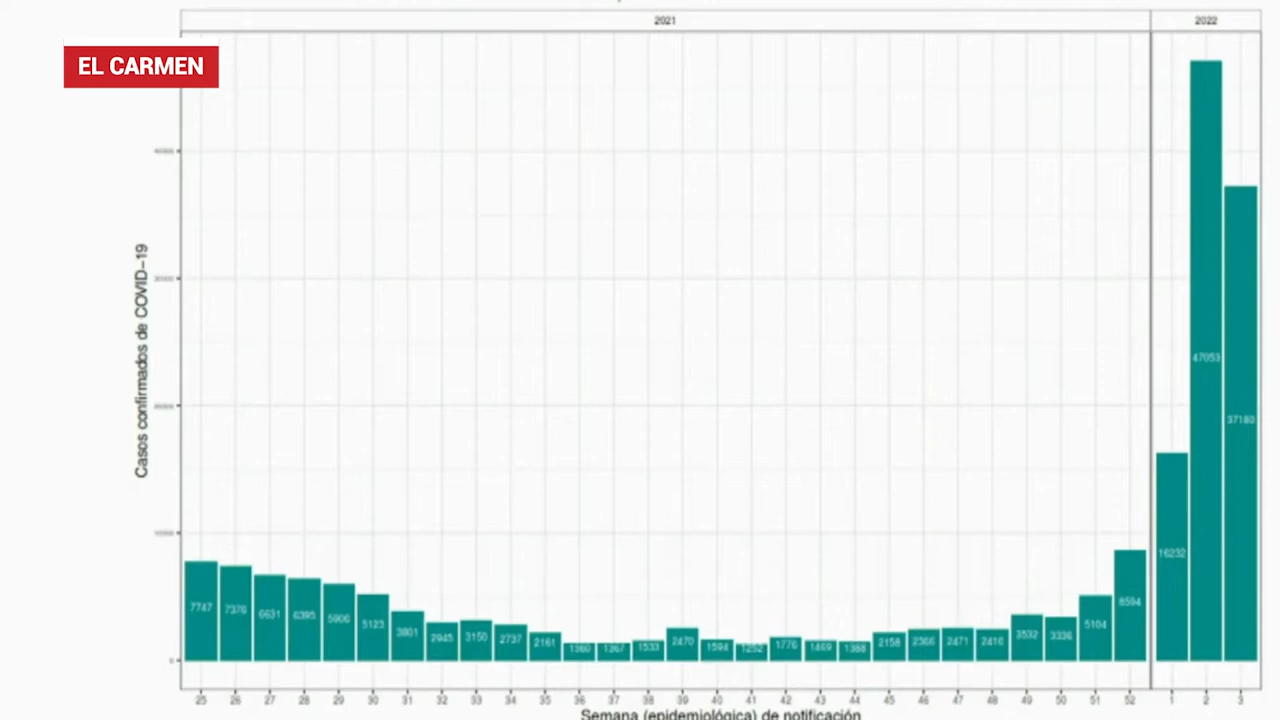 2021 2022
EL CARMEN
Casos confirmados de COVID-19
47053
37180
16232
7747 7376 6631 6395 5906 5123 3801 2945 3150 2737 2161 1360 1367 1533 2470 1594 1252 1776 1469 1388 2158 2366 2471 2416 3532 3336 5104 8594
0
25 26 27 28 29 30 31 32 33 34 35 36 37 38 39 40 41 42 43 44 45 46 47 48 49 50 51 52 1 2 3
Semana (epidemiológica) de notificación